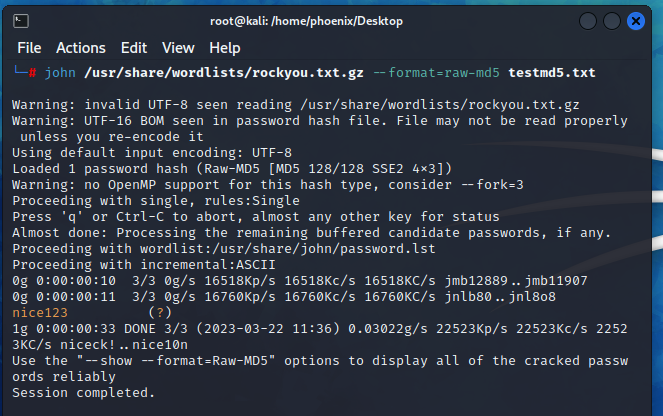 root@kali: /home/phoenix/Desktop
File Actions Edit View Help
└─# john /usr/share/wordlists/rockyou.txt.gz --format=raw-md5 testmd5.txt
Warning: invalid UTF-8 seen reading /usr/share/wordlists/rockyou.txt.gz
Warning: UTF-16 BOM seen in password hash file. File may not be read properly
unless you re-encode it
Using default input encoding: UTF-8
Loaded 1 password hash (Raw-MD5 [MD5 128/128 SSE2 4×3])
Warning: no OpenMP support for this hash type, consider --fork=3
Proceeding with single, rules:Single
Press 'q' or Ctrl-C to abort, almost any other key for status
Almost done: Processing the remaining buffered candidate passwords, if any.
Proceeding with wordlist:/usr/share/john/password.lst
Proceeding with incremental:ASCII
0g 0:00:00:10 3/3 0g/s 16518Kp/s 16518Kc/s 16518KC/s jmb12889..jmb11907
0g 0:00:00:11 3/3 0g/s 16760Kp/s 16760Kc/s 16760KC/s jnlb80..jnl8o8
nice123 (?)
1g 0:00:00:33 DONE 3/3 (2023-03-22 11:36) 0.03022g/s 22523Kp/s 22523Kc/s 2252
3KC/s niceck!..nice10n
Use the "--show --format=Raw-MD5" options to display all of the cracked passw
ords reliably
Session completed.